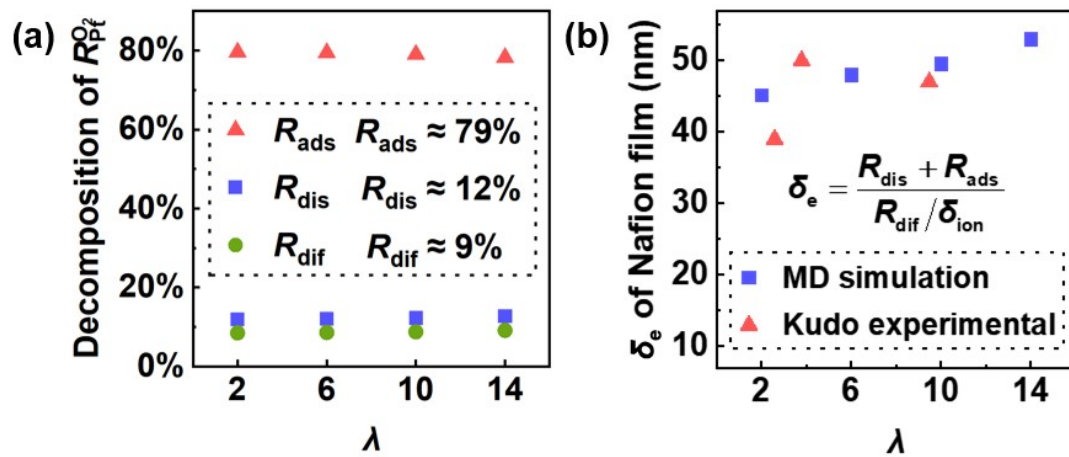 (a)
Decomposition of R_Pt^O₂
80%
60%
40%
20%
0%
R_ads R_ads ≈ 79%
R_dis R_dis ≈ 12%
R_dif R_dif ≈ 9%
2 6 10 14
λ
(b)
δ_e of Nafion film (nm)
50
40
30
20
10
δ_e = (R_dis + R_ads) / (R_dif/δ_ion)
MD simulation
Kudo experimental
2 6 10 14
λ